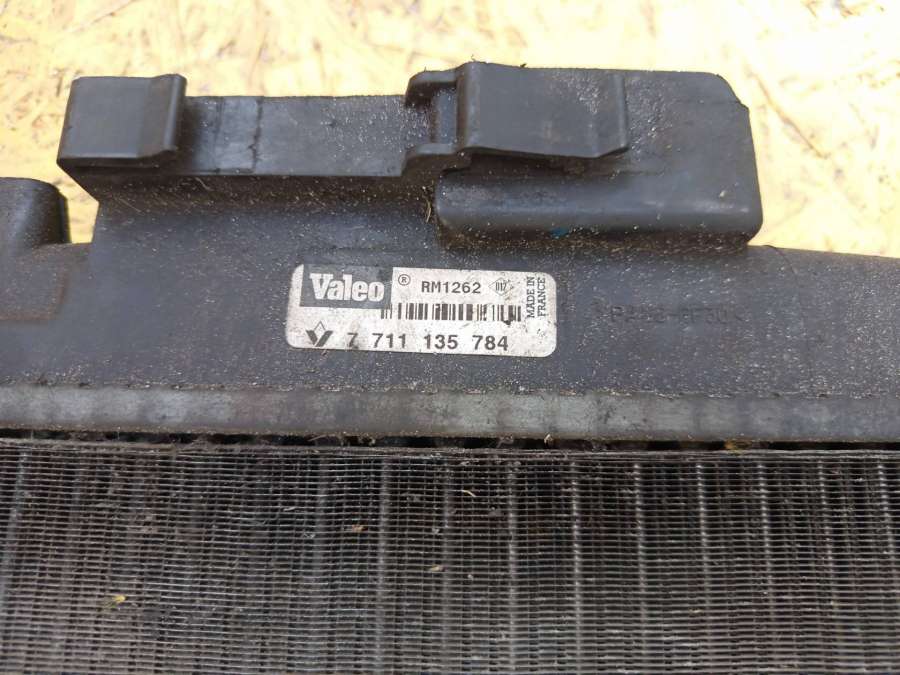 Valeo ® RM1262
MADE IN
FRANCE
7 711 135 784